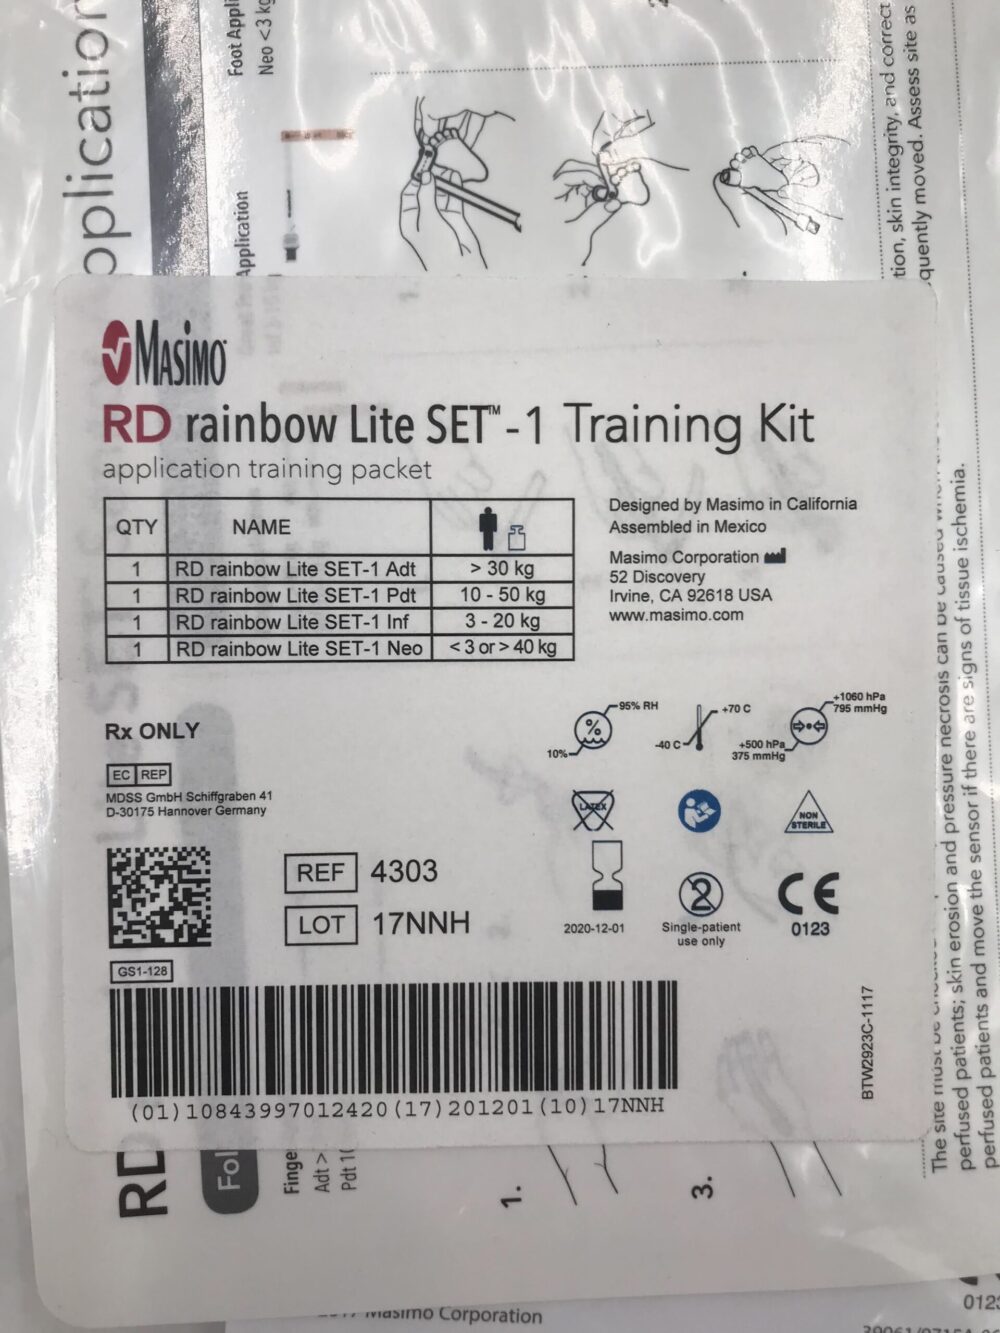 pplication
Foot Appli
Neo <3 kg
Application
tion, skin integrity, and correct
quently moved. Assess site as
MASIMO
RD rainbow Lite SET™-1 Training Kit
application training packet
QTY NAME
1 RD rainbow Lite SET-1 Adt > 30 kg
1 RD rainbow Lite SET-1 Pdt 10 - 50 kg
1 RD rainbow Lite SET-1 Inf 3 - 20 kg
1 RD rainbow Lite SET-1 Neo < 3 or > 40 kg
Designed by Masimo in California
Assembled in Mexico
Masimo Corporation
52 Discovery
Irvine, CA 92618 USA
www.masimo.com
Rx ONLY
EC REP
MDSS GmbH Schiffgraben 41
D-30175 Hannover Germany
95% RH
%
10%
+70 C
-40 C
+1060 hPa
795 mmHg
+500 hPa
375 mmHg
LATEX
NON
STERILE
REF 4303
LOT 17NNH
2020-12-01
2
Single-patient
use only
CE
0123
GS1-128
(01)10843997012420(17)201201(10)17NNH
BTW2923C-1117
The site must be
can be caused
perfused patients; skin erosion and pressure necrosis
perfused patients and move the sensor if there are signs of tissue ischemia.
RD
Fol
Finge
Adt >
Pdt 10
1.
3.
Masimo Corporation
0123